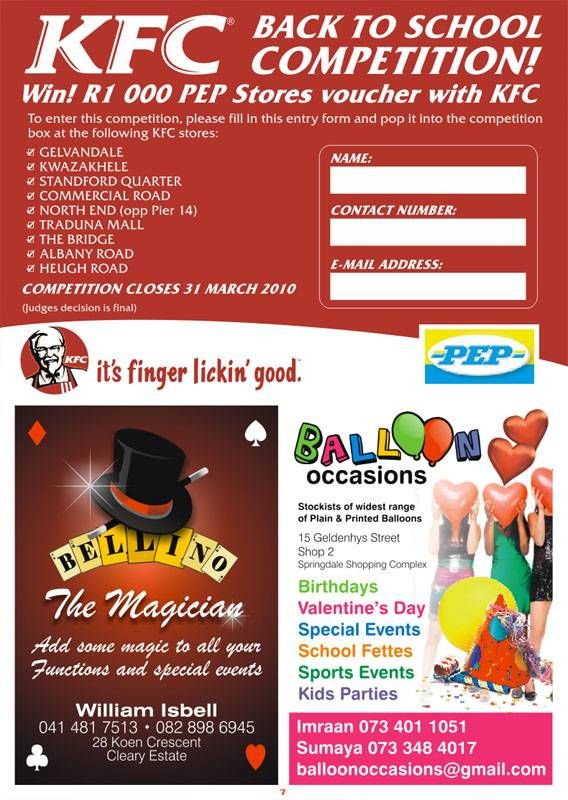 KFC®
BACK TO SCHOOL
COMPETITION!
Win! R1 000 PEP Stores voucher with KFC
To enter this competition, please fill in this entry form and pop it into the competition
box at the following KFC stores:
GELVANDALE
KWAZAKHELE
STANDFORD QUARTER
COMMERCIAL ROAD
NORTH END (opp Pier 14)
TRADUNA MALL
THE BRIDGE
ALBANY ROAD
HEUGH ROAD
COMPETITION CLOSES 31 MARCH 2010
(Judges decision is final)
NAME:
CONTACT NUMBER:
E-MAIL ADDRESS:
KFC
it's finger lickin' good.™
PEP
BELLINO
The Magician
Add some magic to all your
Functions and special events
William Isbell
041 481 7513 • 082 898 6945
28 Koen Crescent
Cleary Estate
BALLOON
occasions
Stockists of widest range
of Plain & Printed Balloons
15 Geldenhys Street
Shop 2
Springdale Shopping Complex
Birthdays
Valentine's Day
Special Events
School Fettes
Sports Events
Kids Parties
Imraan 073 401 1051
Sumaya 073 348 4017
balloonoccasions@gmail.com
7